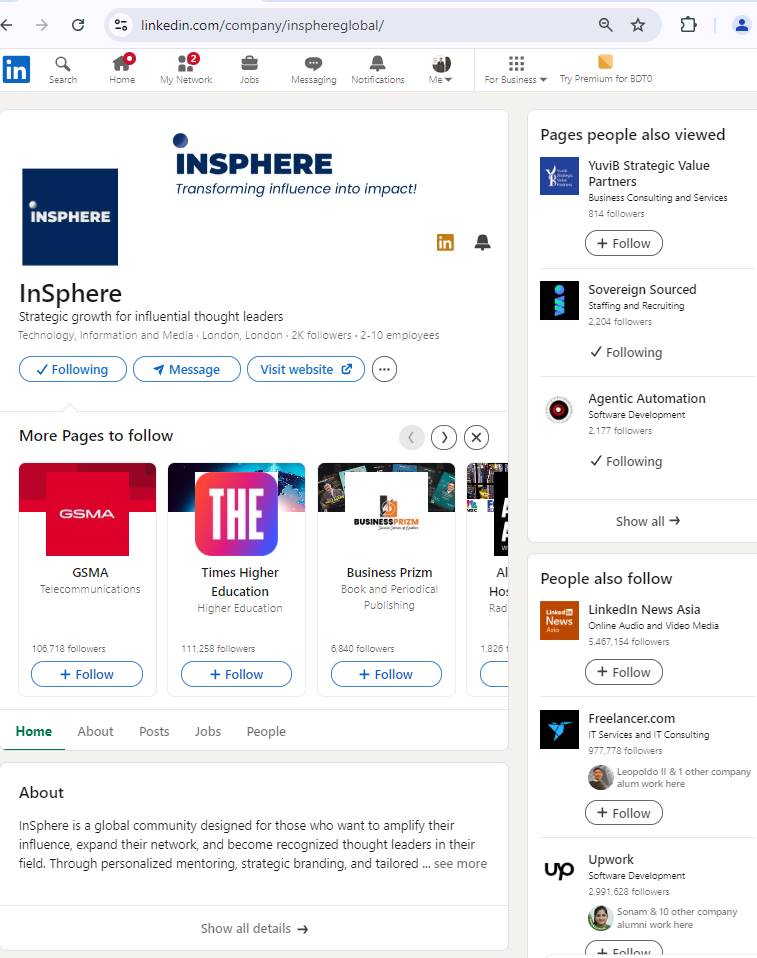 linkedin.com/company/insphereglobal/
in
Search
Home
2
My Network
Jobs
Messaging
Notifications
Me
For Business
Try Premium for BDT0
INSPHERE
Transforming influence into impact!
INSPHERE
in
InSphere
Strategic growth for influential thought leaders
Technology, Information and Media · London, London · 2K followers · 2-10 employees
Following
Message
Visit website
More Pages to follow
GSMA
GSMA
Telecommunications
106,718 followers
+ Follow
THE
Times Higher
Education
Higher Education
111,258 followers
+ Follow
BUSINESSPRIZM
Business Prizm
Book and Periodical
Publishing
6,840 followers
+ Follow
Al
Hos
Rad
1,826 f
Home
About
Posts
Jobs
People
About
InSphere is a global community designed for those who want to amplify their
influence, expand their network, and become recognized thought leaders in their
field. Through personalized mentoring, strategic branding, and tailored ... see more
Show all details →
Pages people also viewed
YuviB Strategic Value
Partners
Business Consulting and Services
814 followers
+ Follow
Sovereign Sourced
Staffing and Recruiting
2,204 followers
Following
Agentic Automation
Software Development
2,177 followers
Following
Show all →
People also follow
Linked in
News
Asia
LinkedIn News Asia
Online Audio and Video Media
5,467,154 followers
+ Follow
Freelancer.com
IT Services and IT Consulting
977,778 followers
Leopoldo II & 1 other company
alum work here
+ Follow
up
Upwork
Software Development
2,991,628 followers
Sonam & 10 other company
alumni work here
+ Follow